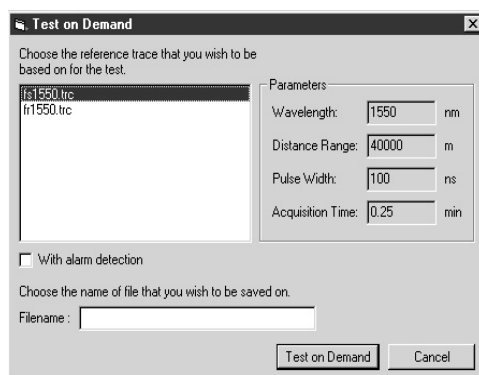 Test on Demand
Choose the reference trace that you wish to be
based on for the test.
fs1550.trc
fr1550.trc
Parameters
Wavelength: 1550 nm
Distance Range: 40000 m
Pulse Width: 100 ns
Acquisition Time: 0.25 min
With alarm detection
Choose the name of file that you wish to be saved on.
Filename :
Test on Demand Cancel